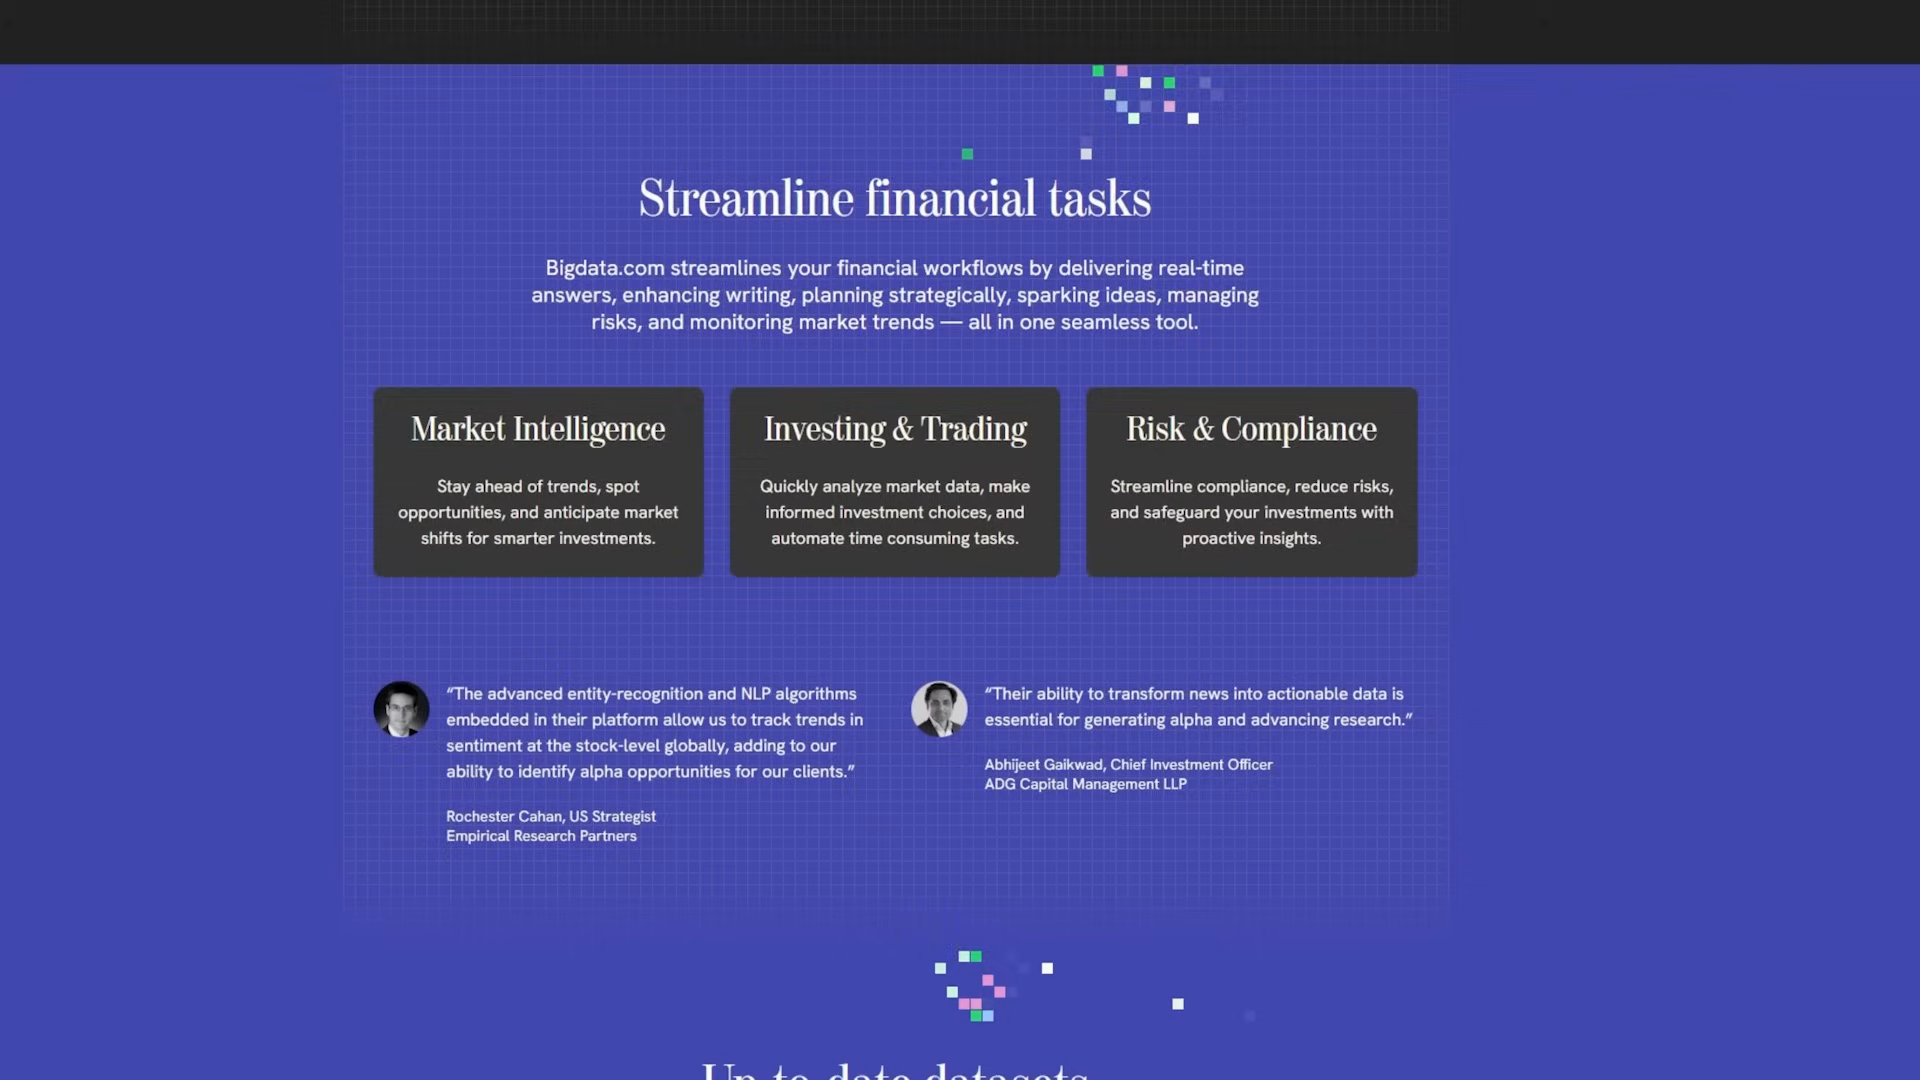 Streamline financial tasks
Bigdata.com streamlines your financial workflows by delivering real-time
answers, enhancing writing, planning strategically, sparking ideas, managing
risks, and monitoring market trends — all in one seamless tool.
Market Intelligence
Stay ahead of trends, spot
opportunities, and anticipate market
shifts for smarter investments.
Investing & Trading
Quickly analyze market data, make
informed investment choices, and
automate time consuming tasks.
Risk & Compliance
Streamline compliance, reduce risks,
and safeguard your investments with
proactive insights.
“The advanced entity-recognition and NLP algorithms
embedded in their platform allow us to track trends in
sentiment at the stock-level globally, adding to our
ability to identify alpha opportunities for our clients.”
Rochester Cahan, US Strategist
Empirical Research Partners
“Their ability to transform news into actionable data is
essential for generating alpha and advancing research.”
Abhijeet Gaikwad, Chief Investment Officer
ADG Capital Management LLP
Up-to-date datasets